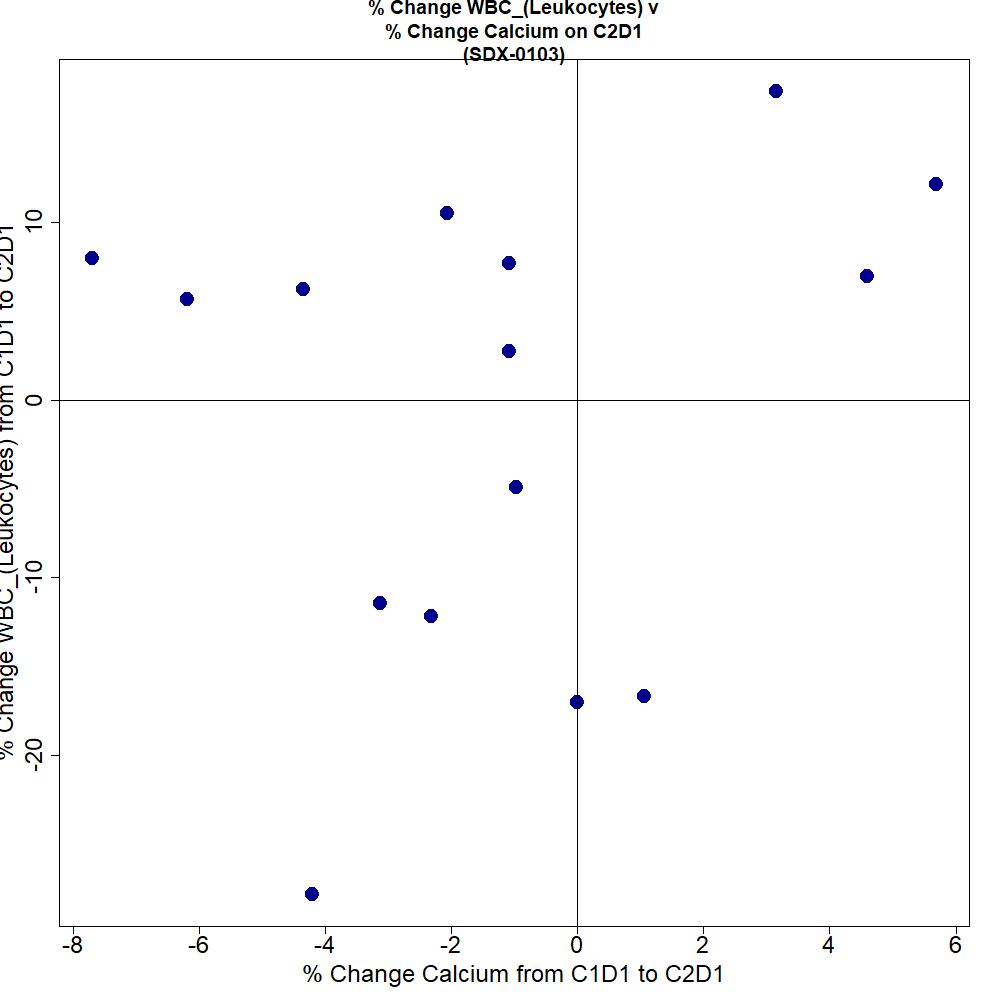 % Change WBC_(Leukocytes) v
% Change Calcium on C2D1
(SDX-0103)
% Change WBC_(Leukocytes) from C1D1 to C2D1
10
0
-10
-20
-8 -6 -4 -2 0 2 4 6
% Change Calcium from C1D1 to C2D1